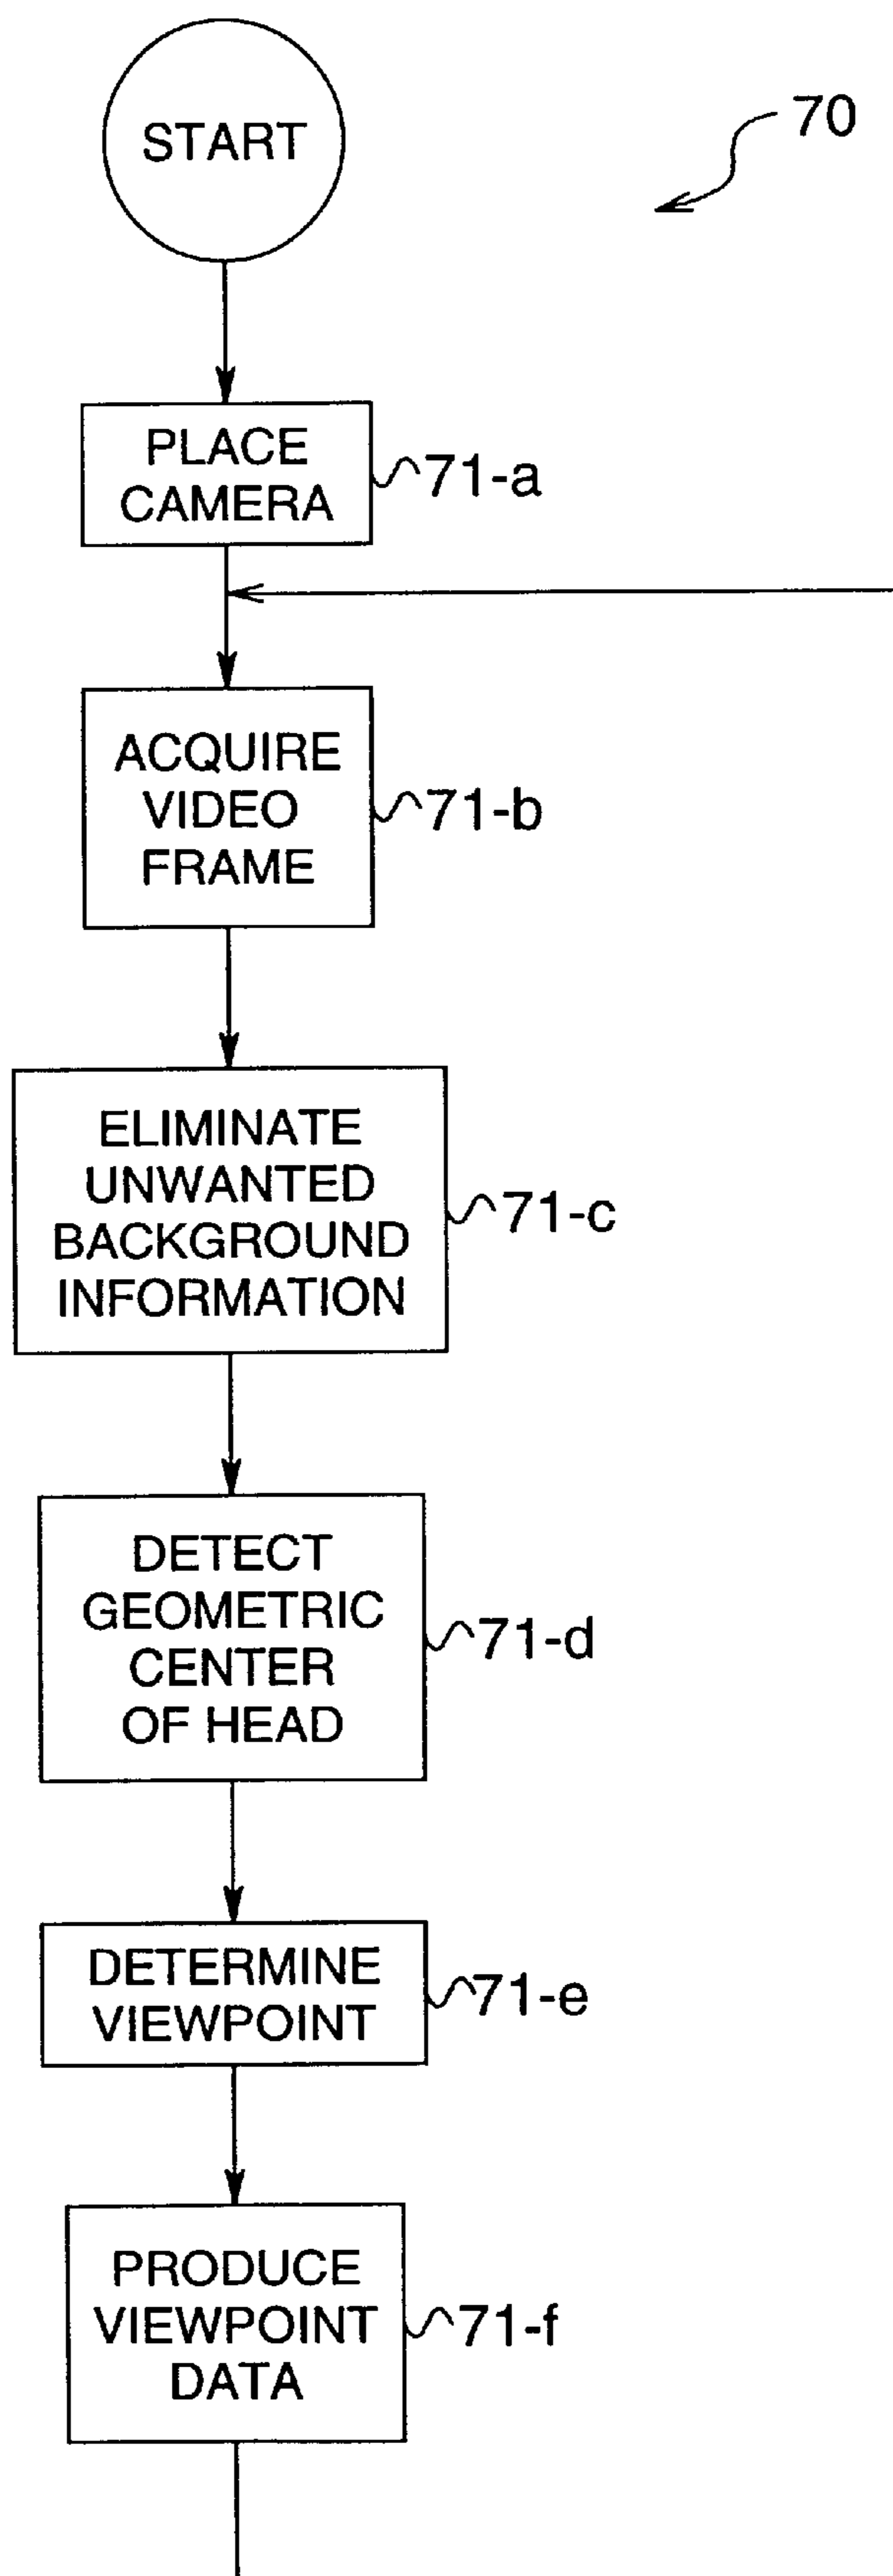 START
70
PLACE
CAMERA
71-a
ACQUIRE
VIDEO
FRAME
71-b
ELIMINATE
UNWANTED
BACKGROUND
INFORMATION
71-c
DETECT
GEOMETRIC
CENTER
OF HEAD
71-d
DETERMINE
VIEWPOINT
71-e
PRODUCE
VIEWPOINT
DATA
71-f